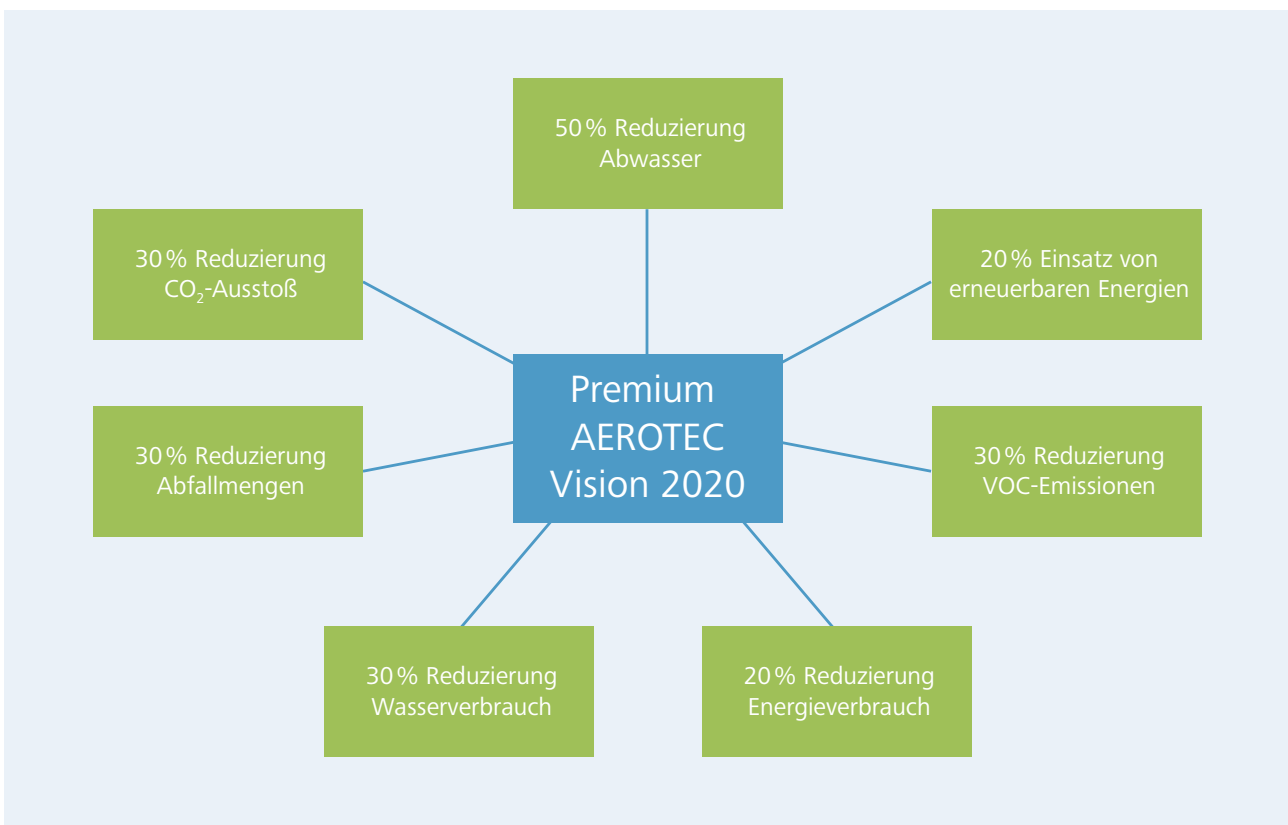 50 % Reduzierung
Abwasser
30 % Reduzierung
CO₂-Ausstoß
20 % Einsatz von
erneuerbaren Energien
Premium
AEROTEC
Vision 2020
30 % Reduzierung
Abfallmengen
30 % Reduzierung
VOC-Emissionen
30 % Reduzierung
Wasserverbrauch
20 % Reduzierung
Energieverbrauch